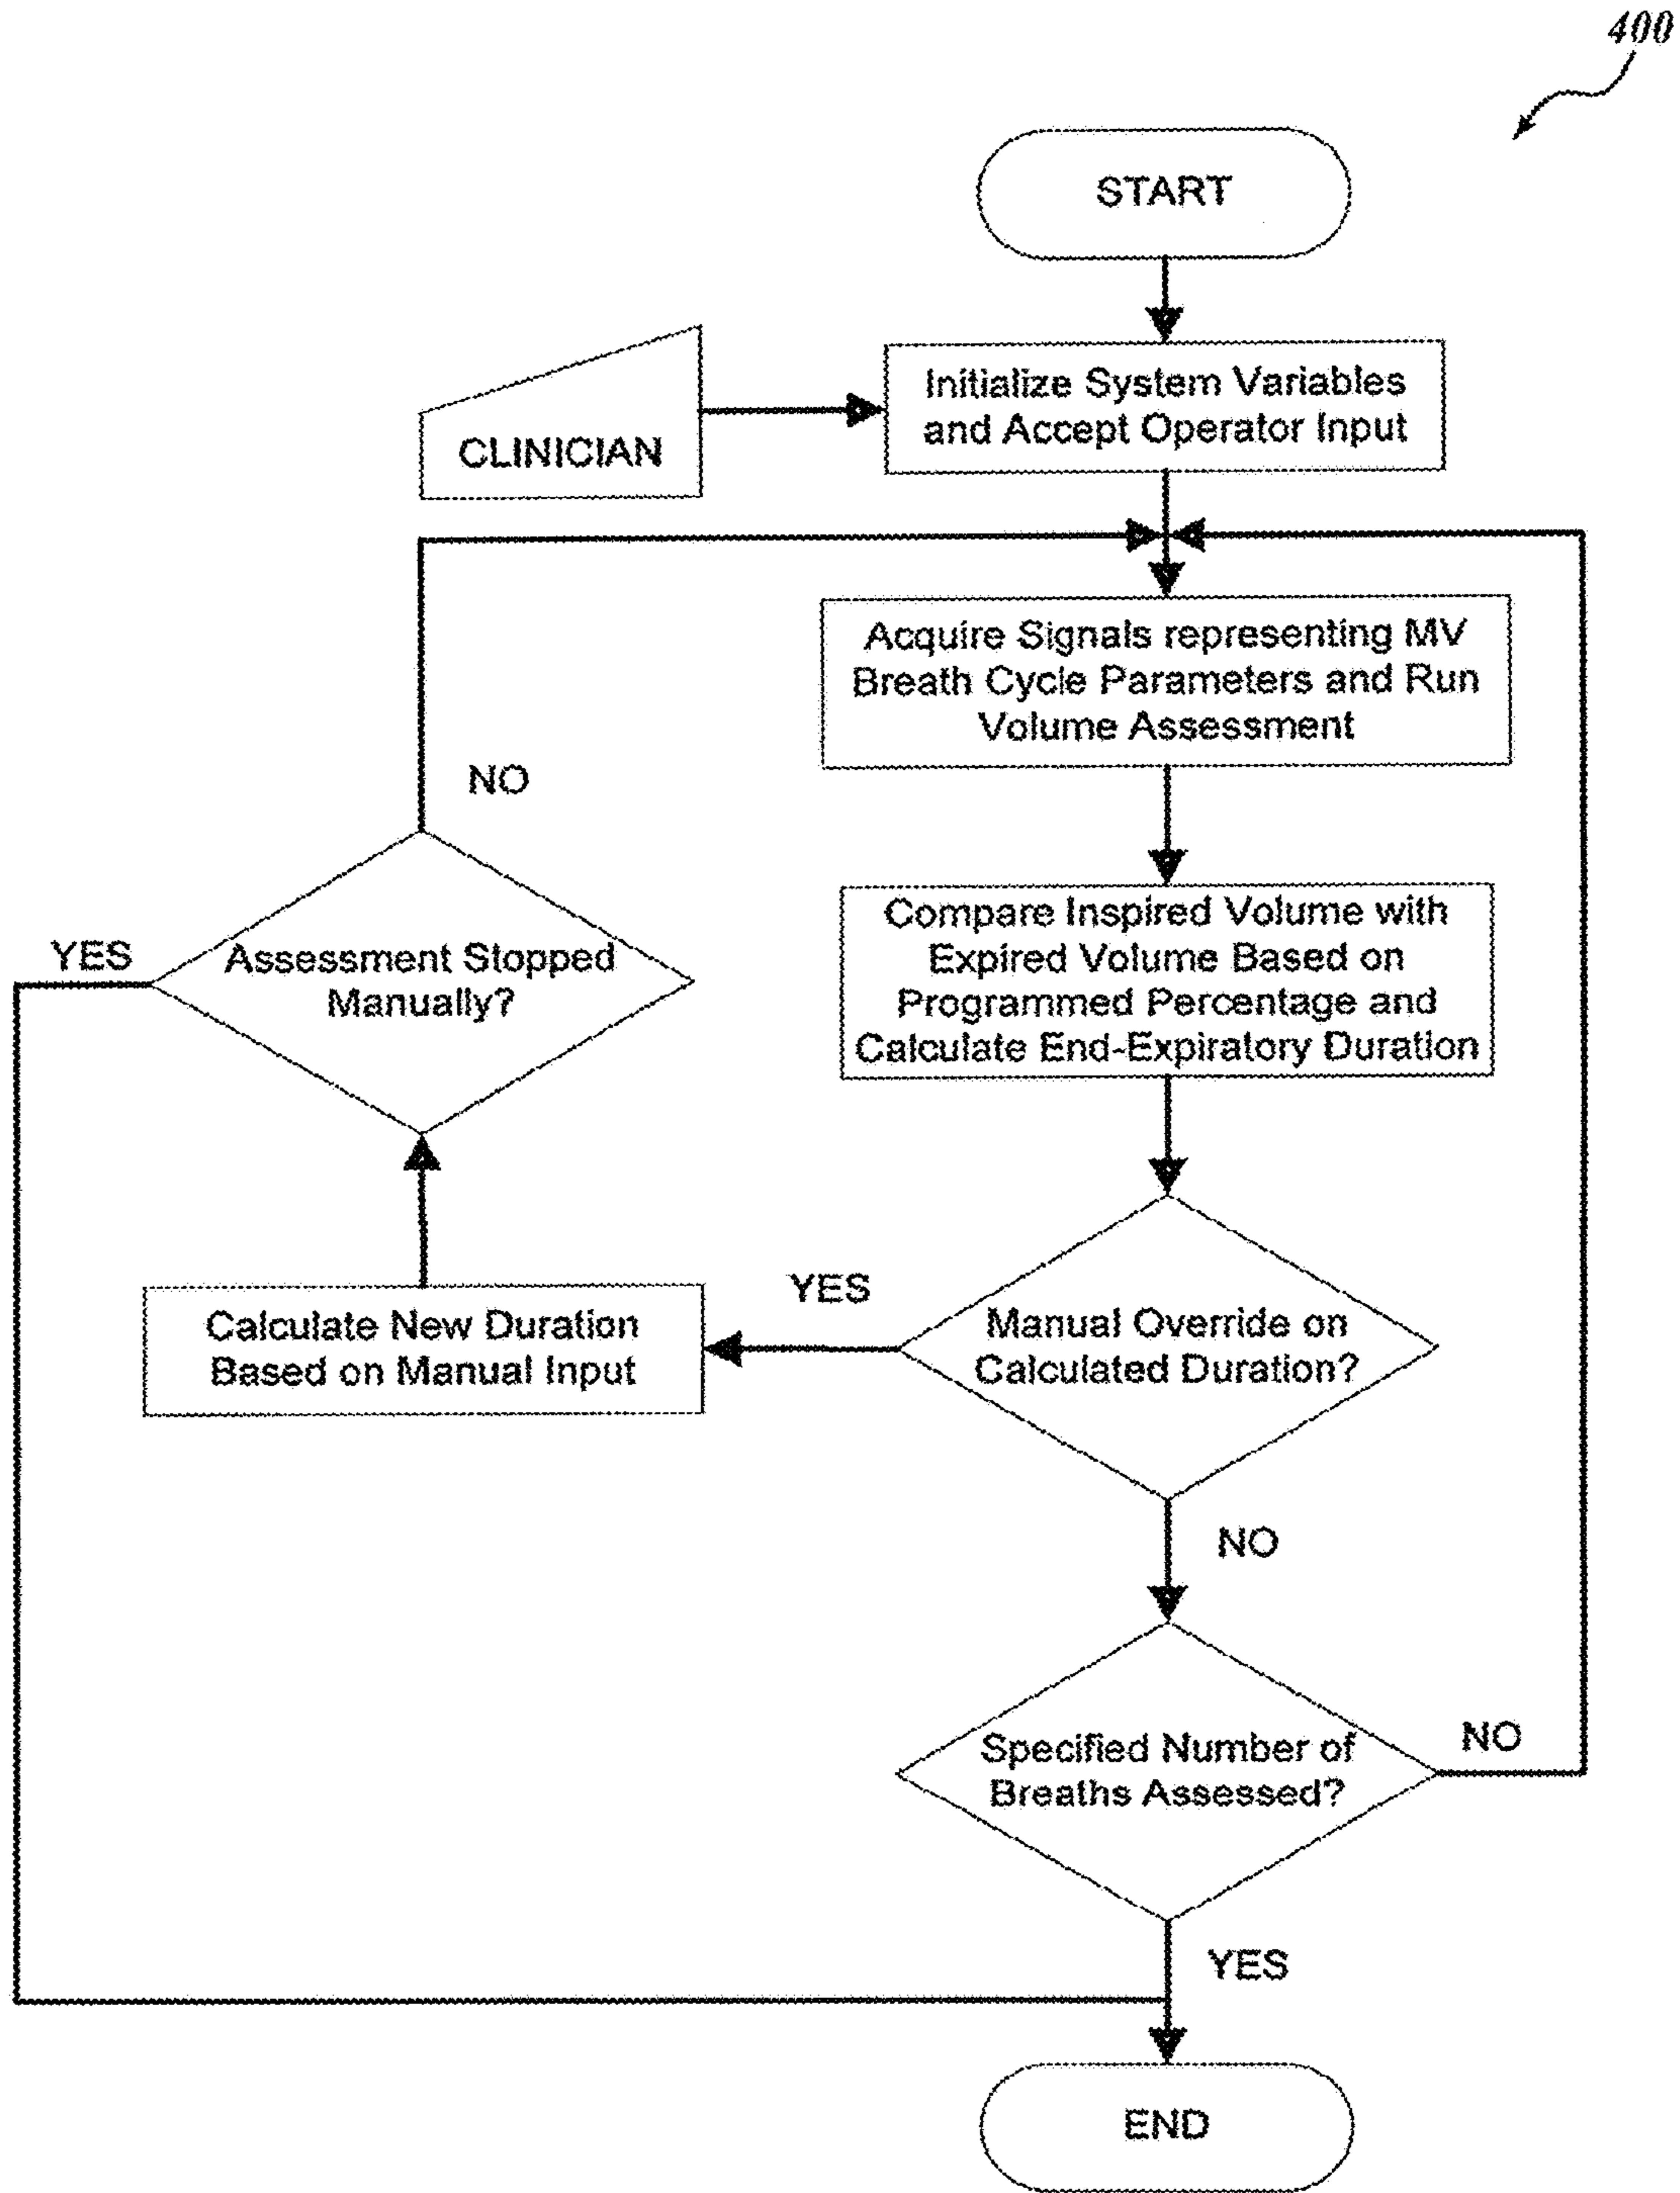 400
START
Initialize System Variables
and Accept Operator Input
CLINICIAN
Acquire Signals representing MV
Breath Cycle Parameters and Run
Volume Assessment
NO
Compare Inspired Volume with
Expired Volume Based on
Programmed Percentage and
Calculate End-Expiratory Duration
YES
Assessment Stopped
Manually?
YES
Calculate New Duration
Based on Manual Input
Manual Override on
Calculated Duration?
NO
Specified Number of
Breaths Assessed?
NO
YES
END